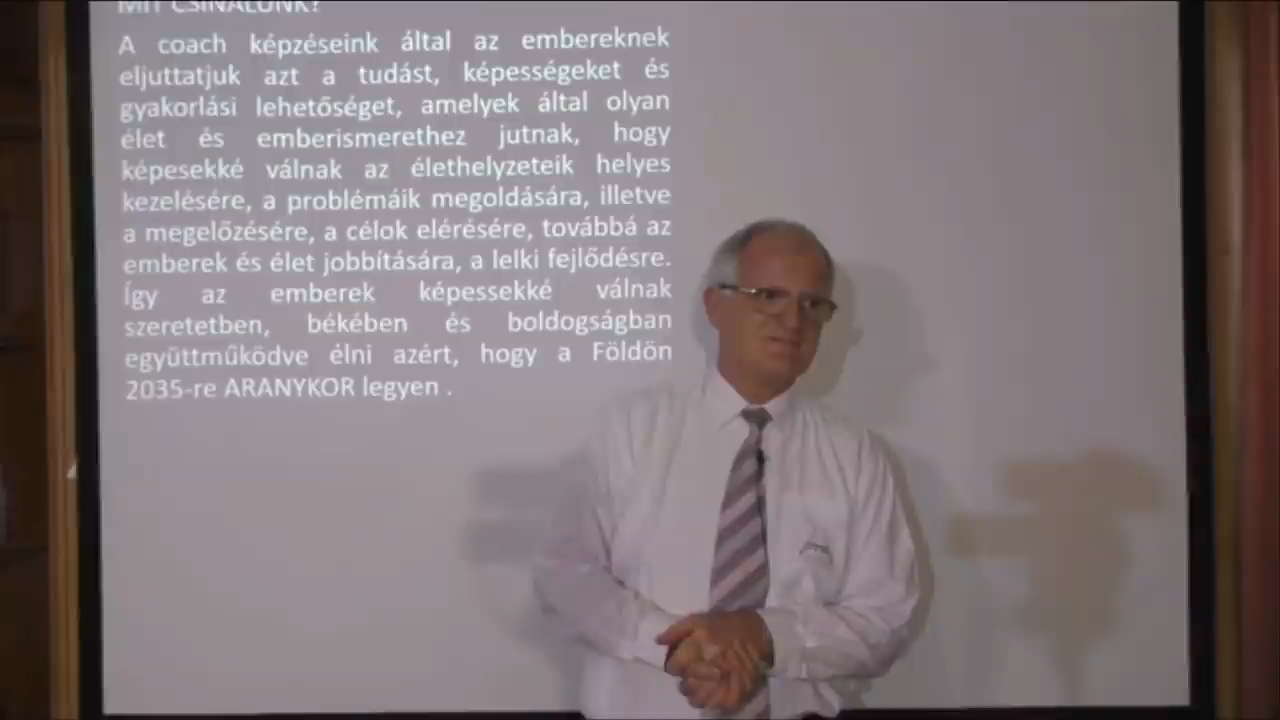 MIT CSINÁLUNK?
A coach képzéseink által az embereknek
eljuttatjuk azt a tudást, képességeket és
gyakorlási lehetőséget, amelyek által olyan
élet és emberismerethez jutnak, hogy
képesekké válnak az élethelyzeteik helyes
kezelésére, a problémáik megoldására, illetve
a megelőzésére, a célok elérésére, továbbá az
emberek és élet jobbítására, a lelki fejlődésre.
Így az emberek képessekké válnak
szeretetben, békében és boldogságban
együttműködve élni azért, hogy a Földön
2035-re ARANYKOR legyen .